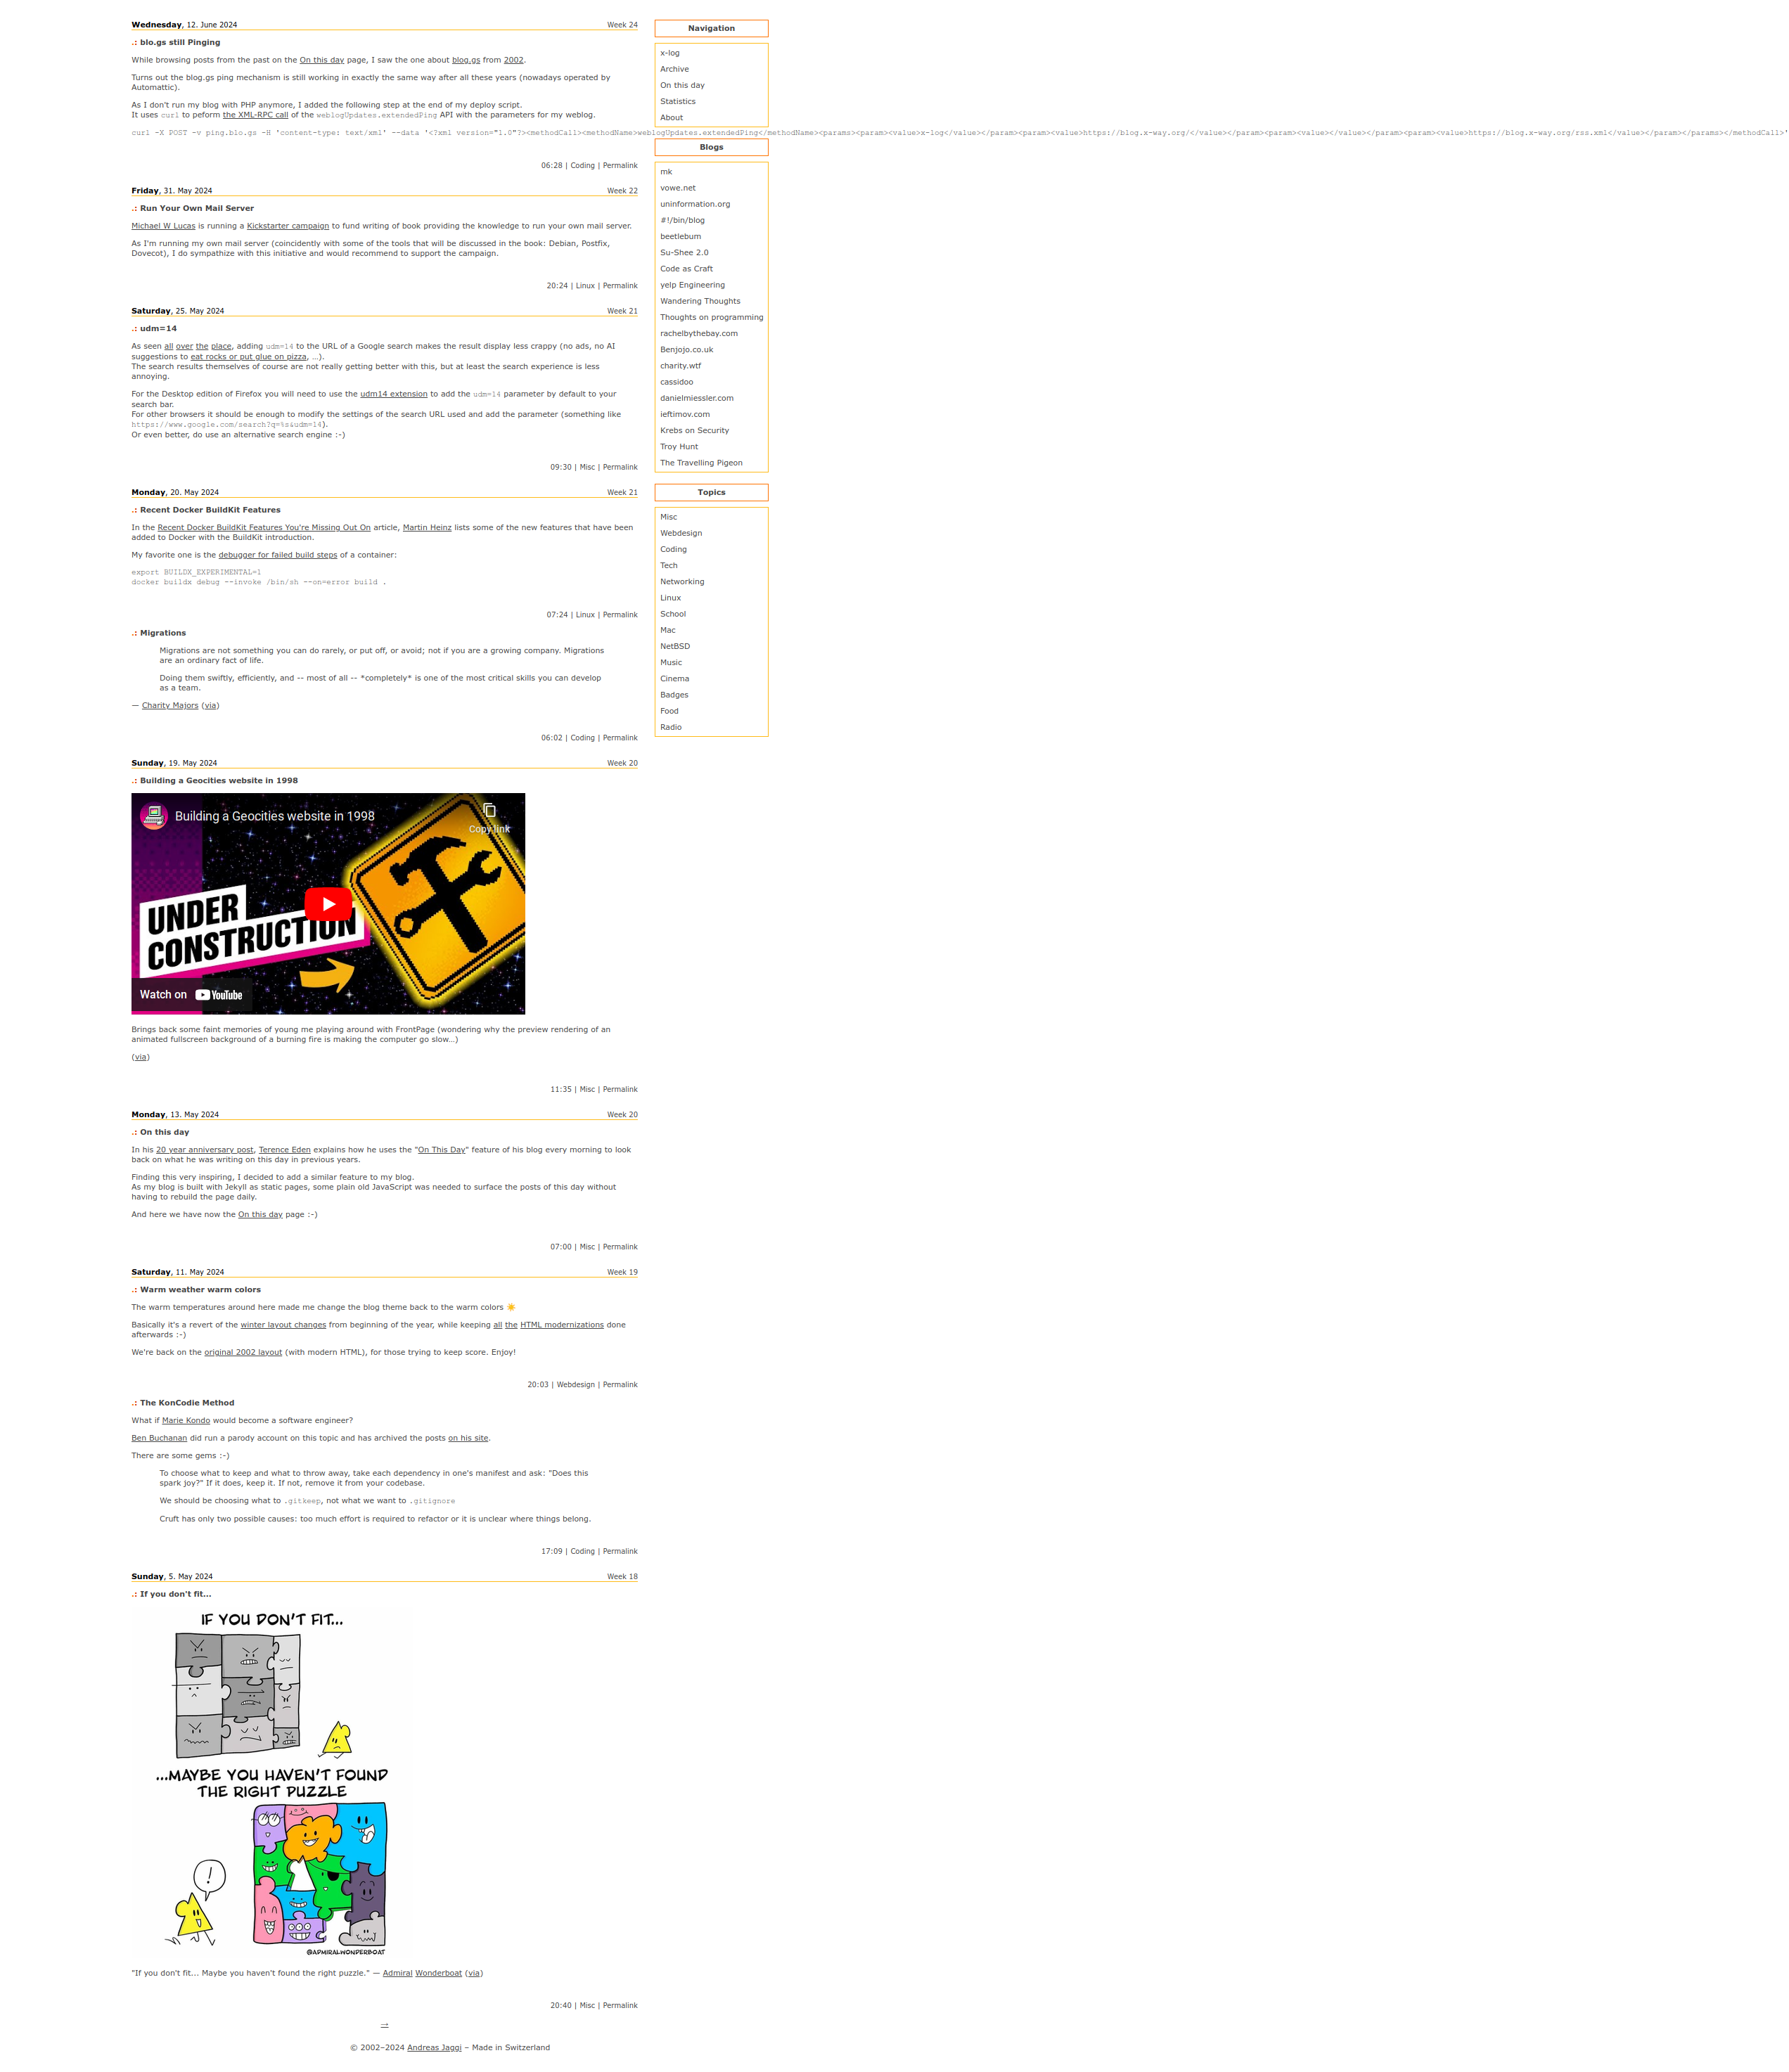 Wednesday, 12. June 2024 Week 24
.: blo.gs still Pinging
While browsing posts from the past on the On this day page, I saw the one about blog.gs from 2002.
Turns out the blog.gs ping mechanism is still working in exactly the same way after all these years (nowadays operated by
Automattic).
As I don't run my blog with PHP anymore, I added the following step at the end of my deploy script.
It uses curl to peform the XML-RPC call of the weblogUpdates.extendedPing API with the parameters for my weblog.
curl -X POST -v ping.blo.gs -H 'content-type: text/xml' --data '<?xml version="1.0"?><methodCall><methodName>weblogUpdates.extendedPing</methodName><params><param><value>x-log</value></param><param><value>https://blog.x-way.org/</value></param><param><value></value></param><param><value>https://blog.x-way.org/rss.xml</value></param></params></methodCall>'
06:28 | Coding | Permalink
Friday, 31. May 2024 Week 22
.: Run Your Own Mail Server
Michael W Lucas is running a Kickstarter campaign to fund writing of book providing the knowledge to run your own mail server.
As I'm running my own mail server (coincidently with some of the tools that will be discussed in the book: Debian, Postfix,
Dovecot), I do sympathize with this initiative and would recommend to support the campaign.
20:24 | Linux | Permalink
Saturday, 25. May 2024 Week 21
.: udm=14
As seen all over the place, adding udm=14 to the URL of a Google search makes the result display less crappy (no ads, no AI
suggestions to eat rocks or put glue on pizza, …).
The search results themselves of course are not really getting better with this, but at least the search experience is less
annoying.
For the Desktop edition of Firefox you will need to use the udm14 extension to add the udm=14 parameter by default to your
search bar.
For other browsers it should be enough to modify the settings of the search URL used and add the parameter (something like
https://www.google.com/search?q=%s&udm=14).
Or even better, do use an alternative search engine :-)
09:30 | Misc | Permalink
Monday, 20. May 2024 Week 21
.: Recent Docker BuildKit Features
In the Recent Docker BuildKit Features You're Missing Out On article, Martin Heinz lists some of the new features that have been
added to Docker with the BuildKit introduction.
My favorite one is the debugger for failed build steps of a container:
export BUILDX_EXPERIMENTAL=1
docker buildx debug --invoke /bin/sh --on=error build .
07:24 | Linux | Permalink
.: Migrations
Migrations are not something you can do rarely, or put off, or avoid; not if you are a growing company. Migrations
are an ordinary fact of life.
Doing them swiftly, efficiently, and -- most of all -- *completely* is one of the most critical skills you can develop
as a team.
— Charity Majors (via)
06:02 | Coding | Permalink
Sunday, 19. May 2024 Week 20
.: Building a Geocities website in 1998
Building a Geocities website in 1998
Copy link
UNDER
CONSTRUCTION
Watch on YouTube
Brings back some faint memories of young me playing around with FrontPage (wondering why the preview rendering of an
animated fullscreen background of a burning fire is making the computer go slow…)
(via)
11:35 | Misc | Permalink
Monday, 13. May 2024 Week 20
.: On this day
In his 20 year anniversary post, Terence Eden explains how he uses the "On This Day" feature of his blog every morning to look
back on what he was writing on this day in previous years.
Finding this very inspiring, I decided to add a similar feature to my blog.
As my blog is built with Jekyll as static pages, some plain old JavaScript was needed to surface the posts of this day without
having to rebuild the page daily.
And here we have now the On this day page :-)
07:00 | Misc | Permalink
Saturday, 11. May 2024 Week 19
.: Warm weather warm colors
The warm temperatures around here made me change the blog theme back to the warm colors ☀️
Basically it's a revert of the winter layout changes from beginning of the year, while keeping all the HTML modernizations done
afterwards :-)
We're back on the original 2002 layout (with modern HTML), for those trying to keep score. Enjoy!
20:03 | Webdesign | Permalink
.: The KonCodie Method
What if Marie Kondo would become a software engineer?
Ben Buchanan did run a parody account on this topic and has archived the posts on his site.
There are some gems :-)
To choose what to keep and what to throw away, take each dependency in one's manifest and ask: "Does this
spark joy?" If it does, keep it. If not, remove it from your codebase.
We should be choosing what to .gitkeep, not what we want to .gitignore
Cruft has only two possible causes: too much effort is required to refactor or it is unclear where things belong.
17:09 | Coding | Permalink
Sunday, 5. May 2024 Week 18
.: If you don't fit...
IF YOU DON'T FIT...
...MAYBE YOU HAVEN'T FOUND
THE RIGHT PUZZLE
!
@ADMIRALWONDERBOAT
"If you don't fit... Maybe you haven't found the right puzzle." — Admiral Wonderboat (via)
20:40 | Misc | Permalink
→
© 2002–2024 Andreas Jaggi – Made in Switzerland
Navigation
x-log
Archive
On this day
Statistics
About
Blogs
mk
vowe.net
uninformation.org
#!/bin/blog
beetlebum
Su-Shee 2.0
Code as Craft
yelp Engineering
Wandering Thoughts
Thoughts on programming
rachelbythebay.com
Benjojo.co.uk
charity.wtf
cassidoo
danielmiessler.com
ieftimov.com
Krebs on Security
Troy Hunt
The Travelling Pigeon
Topics
Misc
Webdesign
Coding
Tech
Networking
Linux
School
Mac
NetBSD
Music
Cinema
Badges
Food
Radio